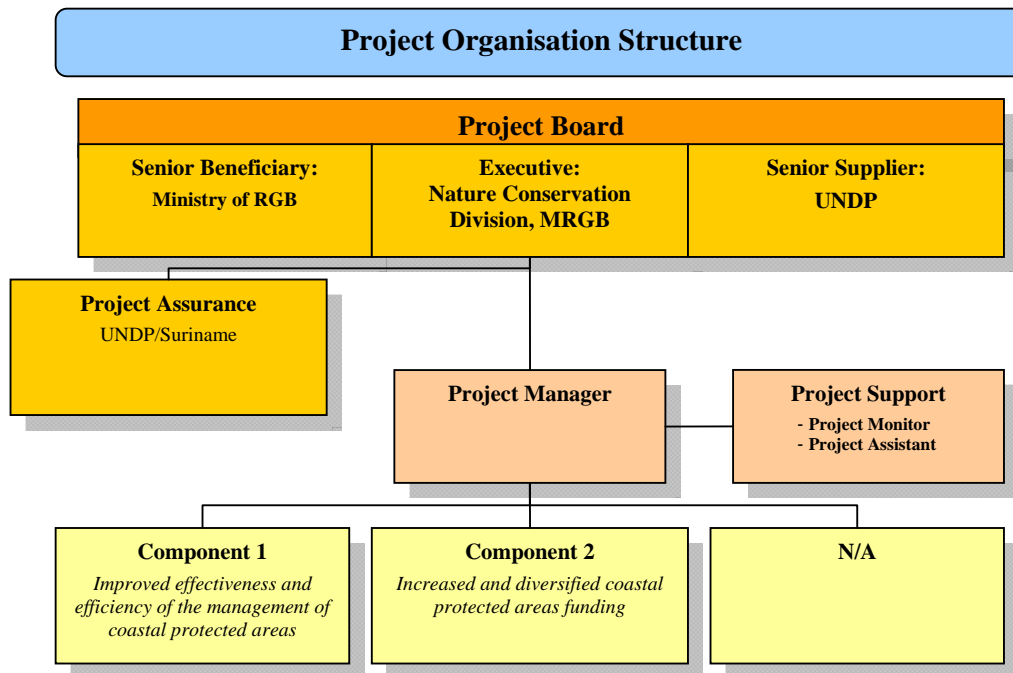 Project Organisation Structure
Project Board
Senior Beneficiary:
Ministry of RGB
Executive:
Nature Conservation
Division, MRGB
Senior Supplier:
UNDP
Project Assurance
UNDP/Suriname
Project Manager
Project Support
- Project Monitor
- Project Assistant
Component 1
Improved effectiveness and
efficiency of the management of
coastal protected areas
Component 2
Increased and diversified coastal
protected areas funding
N/A